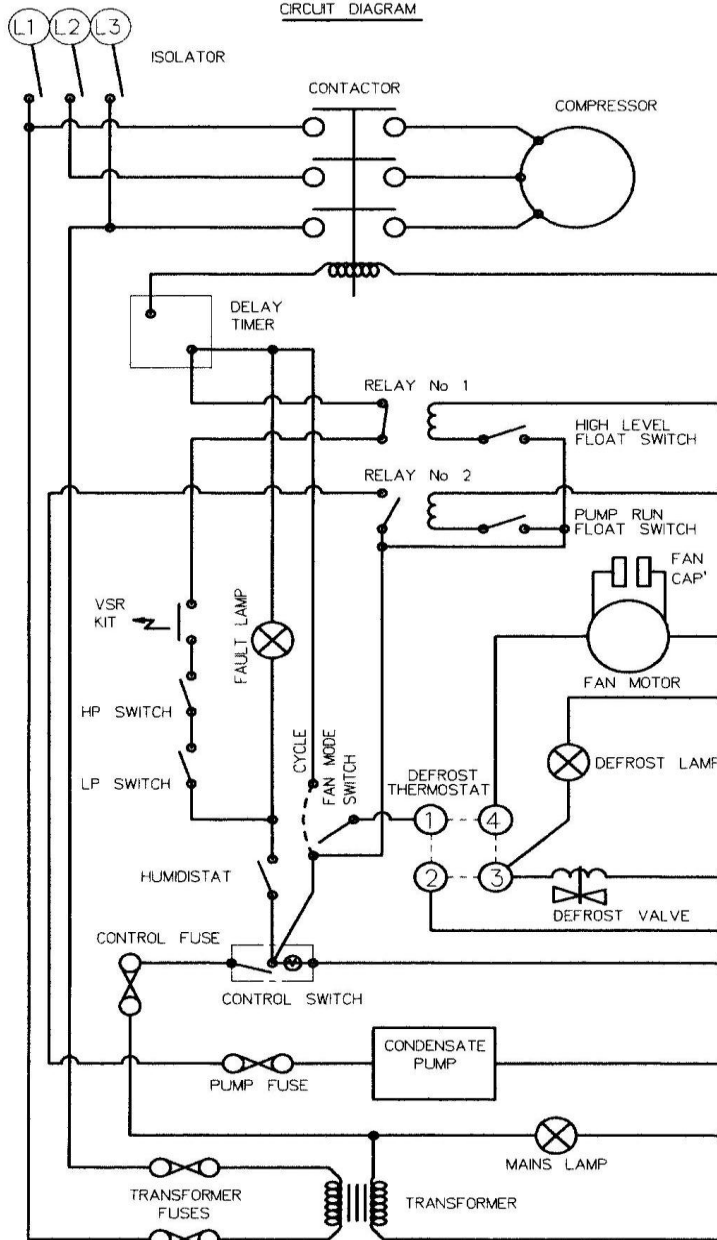 CIRCUIT DIAGRAM
L1 L2 L3
ISOLATOR
CONTACTOR
COMPRESSOR
DELAY
TIMER
RELAY No 1
HIGH LEVEL
FLOAT SWITCH
RELAY No 2
PUMP RUN
FLOAT SWITCH
FAN
CAP'
VSR
KIT
FAULT LAMP
FAN MOTOR
HP SWITCH
CYCLE
FAN MODE
SWITCH
DEFROST LAMP
LP SWITCH
DEFROST
THERMOSTAT
1 4
2 3
HUMIDISTAT
DEFROST VALVE
CONTROL FUSE
CONTROL SWITCH
CONDENSATE
PUMP
PUMP FUSE
MAINS LAMP
TRANSFORMER
FUSES
TRANSFORMER